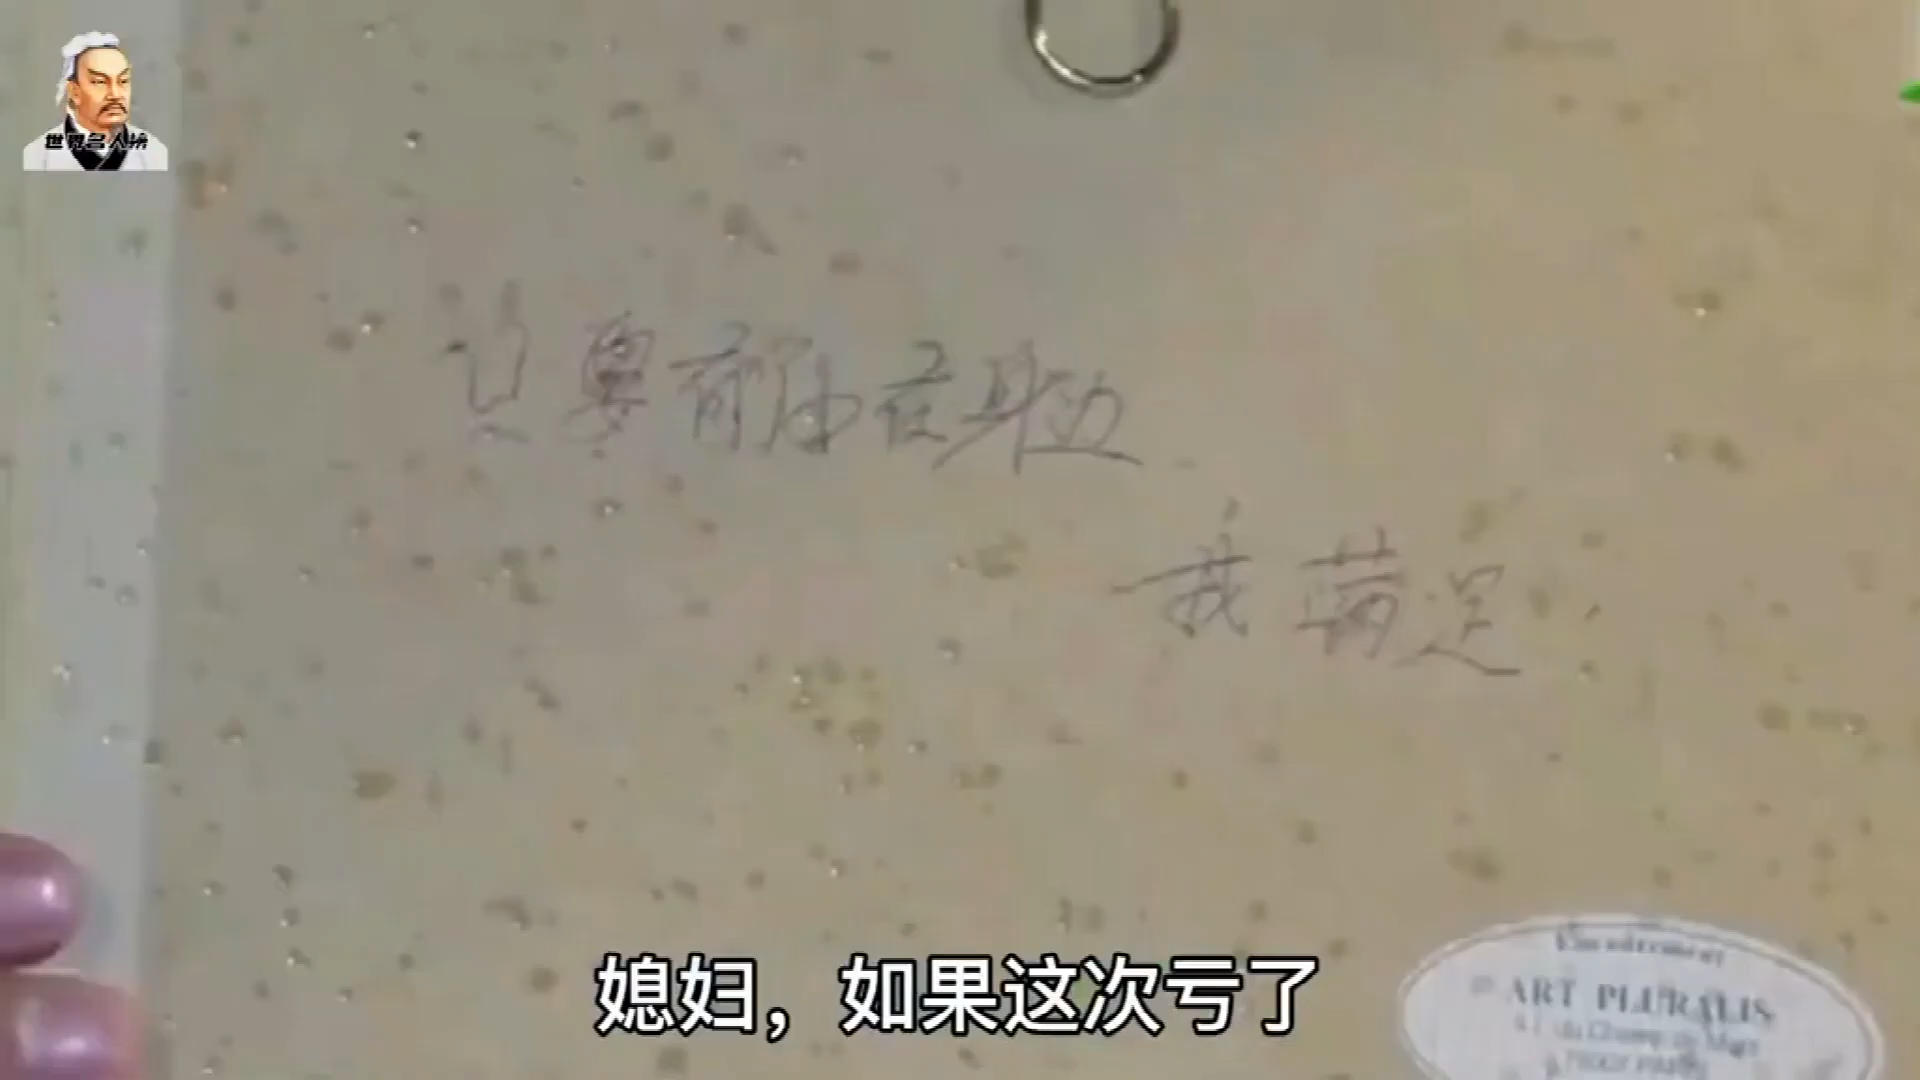 世界名人榜
只要有你在身边
我满足
Encadrement
ART PLURALIS
媳妇，如果这次亏了